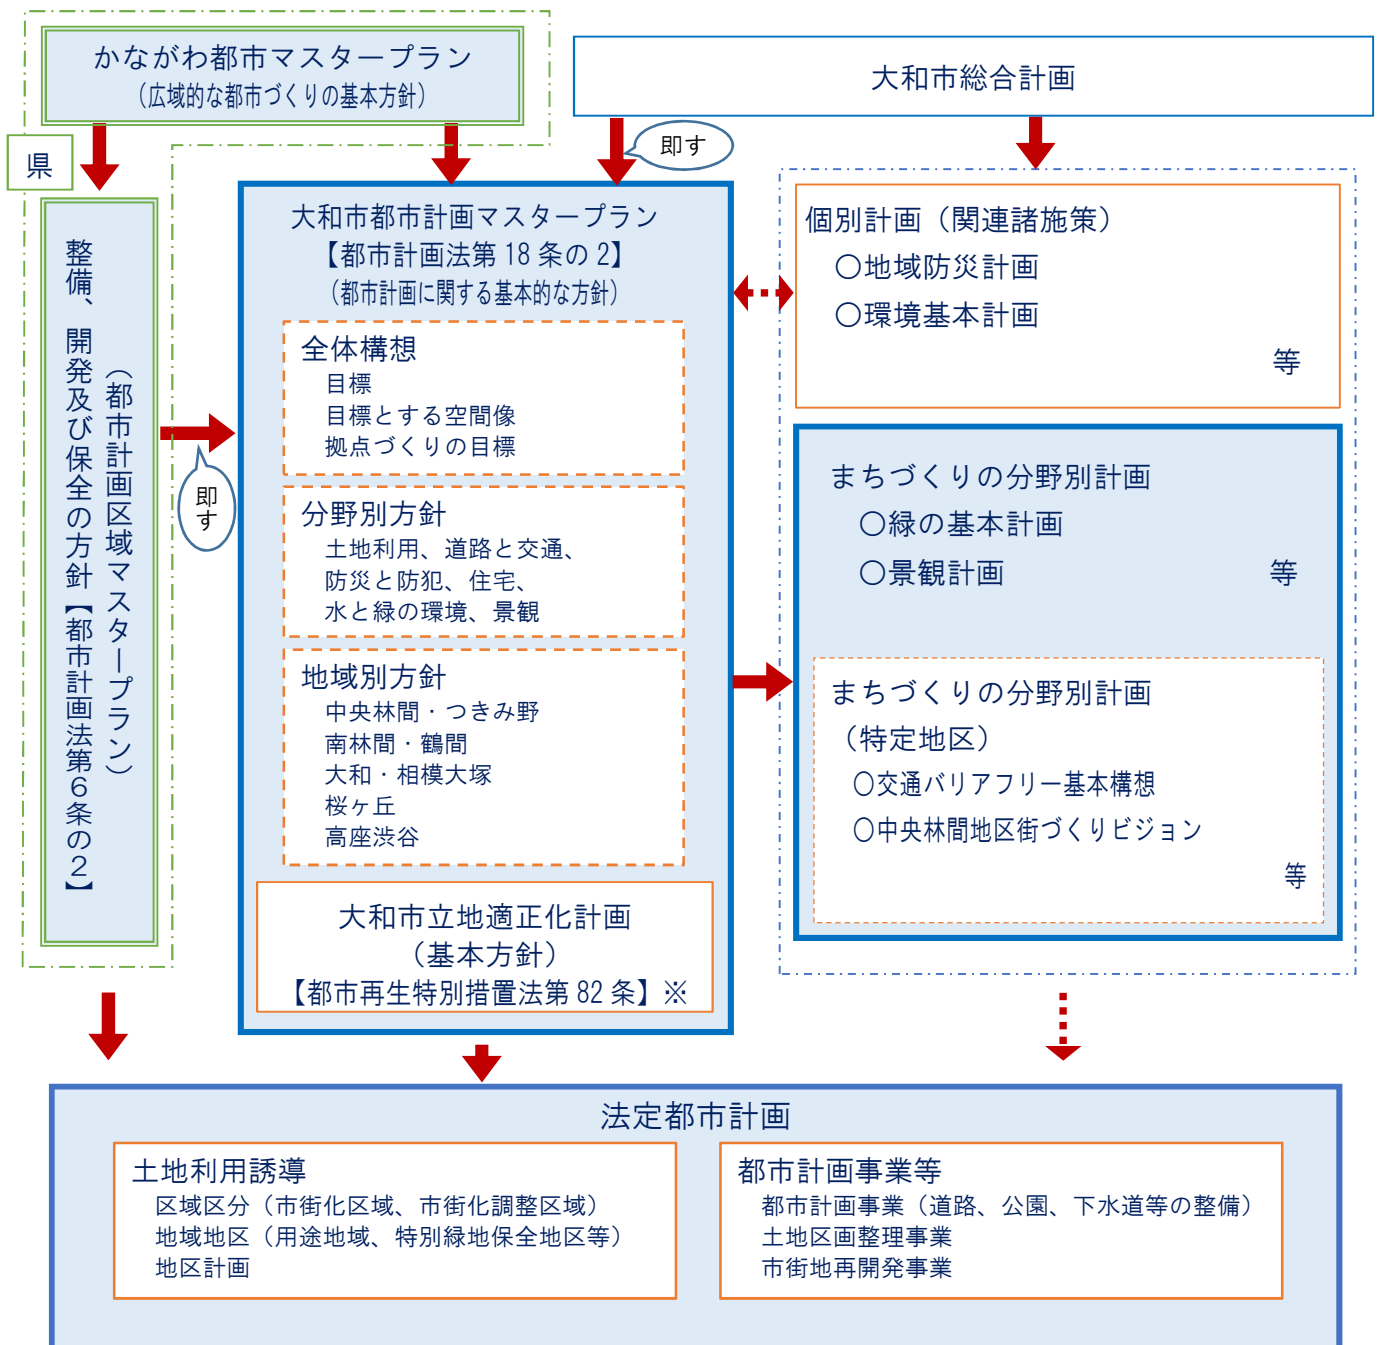 かながわ都市マスタープラン
（広域的な都市づくりの基本方針）
大和市総合計画
県
即す
整備、開発及び保全の方針【都市計画法第６条の２】
（都市計画区域マスタープラン）
即す
大和市都市計画マスタープラン
【都市計画法第 18 条の 2】
（都市計画に関する基本的な方針）
全体構想
目標
目標とする空間像
拠点づくりの目標
分野別方針
土地利用、道路と交通、
防災と防犯、住宅、
水と緑の環境、景観
地域別方針
中央林間・つきみ野
南林間・鶴間
大和・相模大塚
桜ヶ丘
高座渋谷
大和市立地適正化計画
（基本方針）
【都市再生特別措置法第 82 条】※
個別計画（関連諸施策）
〇地域防災計画
〇環境基本計画
等
まちづくりの分野別計画
〇緑の基本計画
〇景観計画 等
まちづくりの分野別計画
（特定地区）
〇交通バリアフリー基本構想
〇中央林間地区街づくりビジョン
等
法定都市計画
土地利用誘導
区域区分（市街化区域、市街化調整区域）
地域地区（用途地域、特別緑地保全地区等）
地区計画
都市計画事業等
都市計画事業（道路、公園、下水道等の整備）
土地区画整理事業
市街地再開発事業